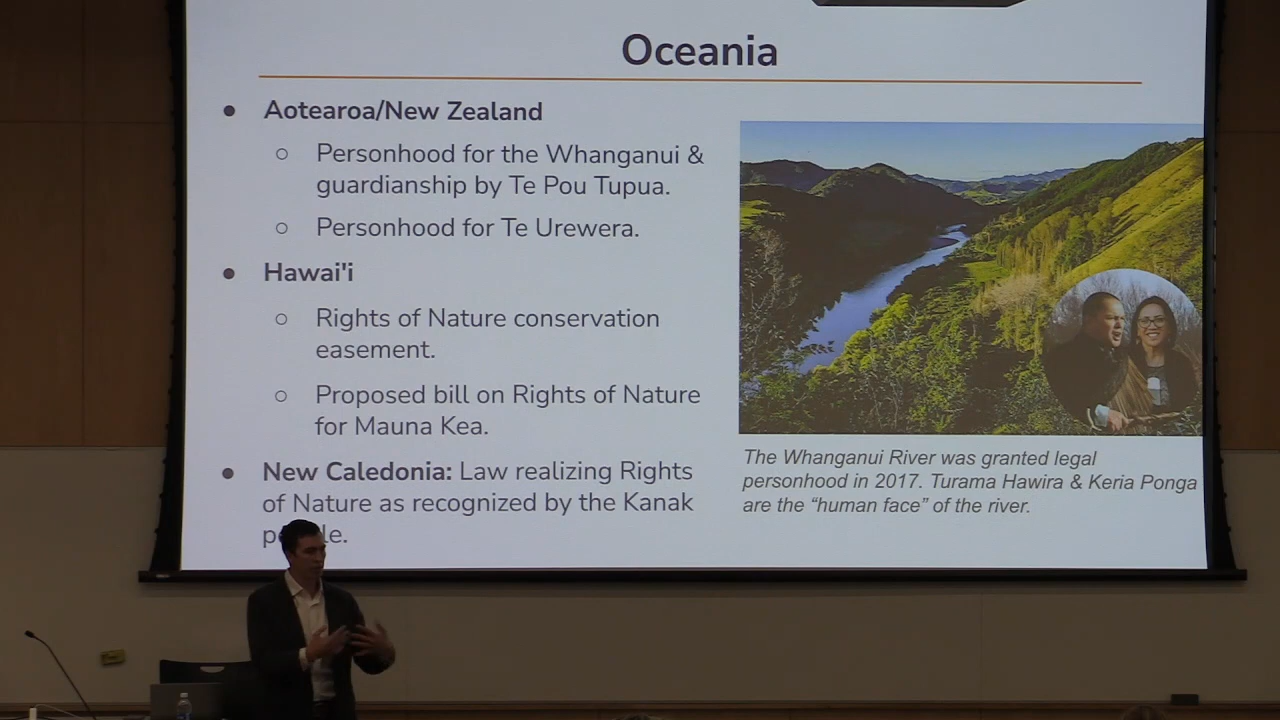 Oceania
● Aotearoa/New Zealand
○ Personhood for the Whanganui &
guardianship by Te Pou Tupua.
○ Personhood for Te Urewera.
● Hawai'i
○ Rights of Nature conservation
easement.
○ Proposed bill on Rights of Nature
for Mauna Kea.
● New Caledonia: Law realizing Rights
of Nature as recognized by the Kanak
The Whanganui River was granted legal
personhood in 2017. Turama Hawira & Keria Ponga
are the “human face” of the river.